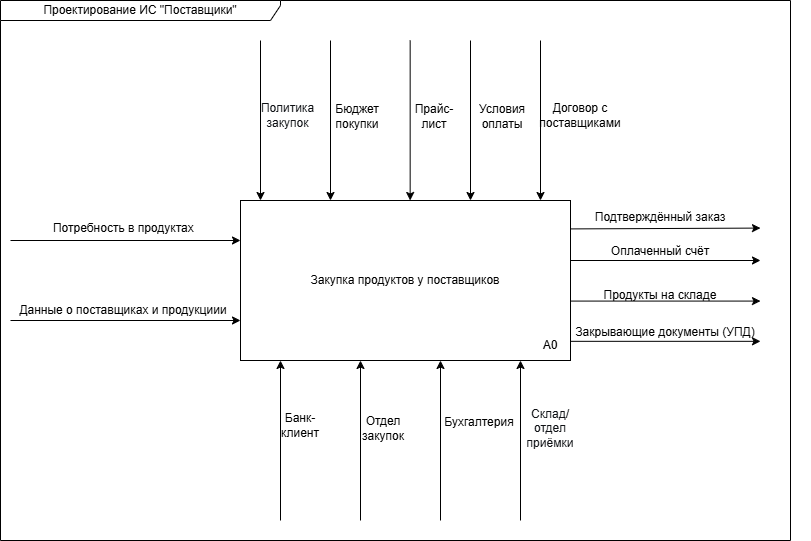 Проектирование ИС "Поставщики"
Политика
закупок
Бюджет
покупки
Прайс-
лист
Условия
оплаты
Договор с
поставщиками
Потребность в продуктах
Данные о поставщиках и продукциии
Закупка продуктов у поставщиков
A0
Подтверждённый заказ
Оплаченный счёт
Продукты на складе
Закрывающие документы (УПД)
Банк-
клиент
Отдел
закупок
Бухгалтерия
Склад/
отдел
приёмки